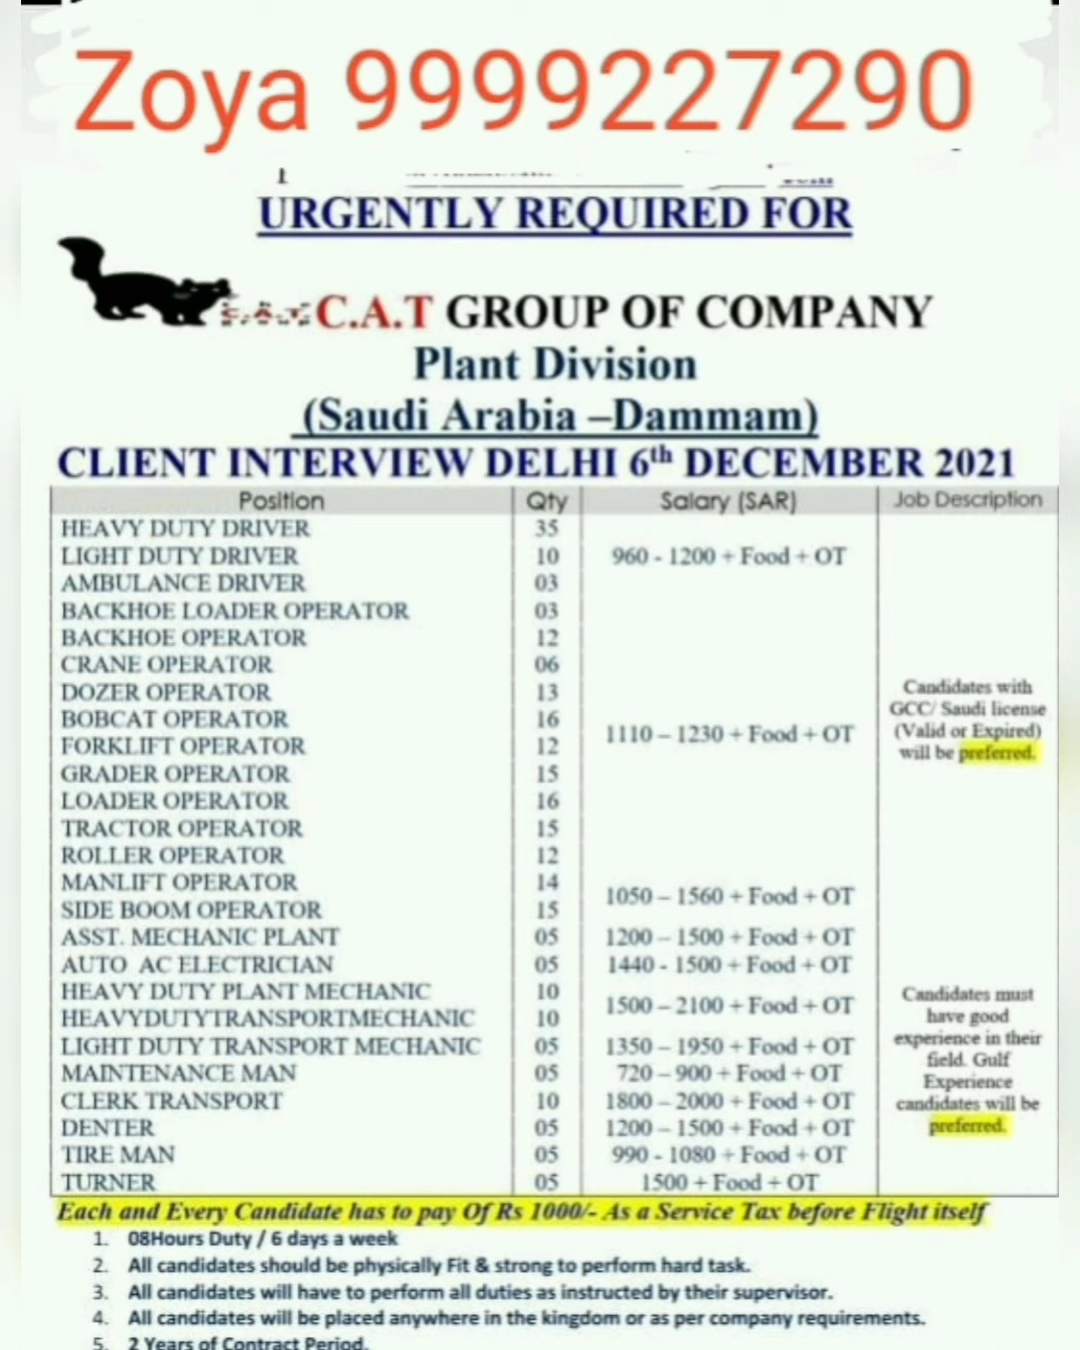 Zoya 9999227290
URGENTLY REQUIRED FOR
C.A.T GROUP OF COMPANY
Plant Division
(Saudi Arabia –Dammam)
CLIENT INTERVIEW DELHI 6th DECEMBER 2021
Position Qty Salary (SAR) Job Description
HEAVY DUTY DRIVER 35
LIGHT DUTY DRIVER 10 960 - 1200 + Food + OT
AMBULANCE DRIVER 03
BACKHOE LOADER OPERATOR 03
BACKHOE OPERATOR 12
CRANE OPERATOR 06
DOZER OPERATOR 13
BOBCAT OPERATOR 16
FORKLIFT OPERATOR 12
1110 – 1230 + Food + OT
GRADER OPERATOR 15
LOADER OPERATOR 16
TRACTOR OPERATOR 15
ROLLER OPERATOR 12
Candidates with
GCC/ Saudi license
(Valid or Expired)
will be preferred.
MANLIFT OPERATOR 14
SIDE BOOM OPERATOR 15
1050 – 1560 + Food + OT
ASST. MECHANIC PLANT 05 1200 – 1500 + Food + OT
AUTO AC ELECTRICIAN 05 1440 - 1500 + Food + OT
HEAVY DUTY PLANT MECHANIC 10
HEAVYDUTYTRANSPORTMECHANIC 10
1500 – 2100 + Food + OT
LIGHT DUTY TRANSPORT MECHANIC 05 1350 – 1950 + Food + OT
MAINTENANCE MAN 05 720 – 900 + Food + OT
CLERK TRANSPORT 10 1800 – 2000 + Food + OT
DENTER 05 1200 – 1500 + Food + OT
TIRE MAN 05 990 - 1080 + Food + OT
TURNER 05 1500 + Food + OT
Candidates must
have good
experience in their
field. Gulf
Experience
candidates will be
preferred.
Each and Every Candidate has to pay Of Rs 1000/- As a Service Tax before Flight itself
1. 08Hours Duty / 6 days a week
2. All candidates should be physically Fit & strong to perform hard task.
3. All candidates will have to perform all duties as instructed by their supervisor.
4. All candidates will be placed anywhere in the kingdom or as per company requirements.
5. 2 Years of Contract Period.